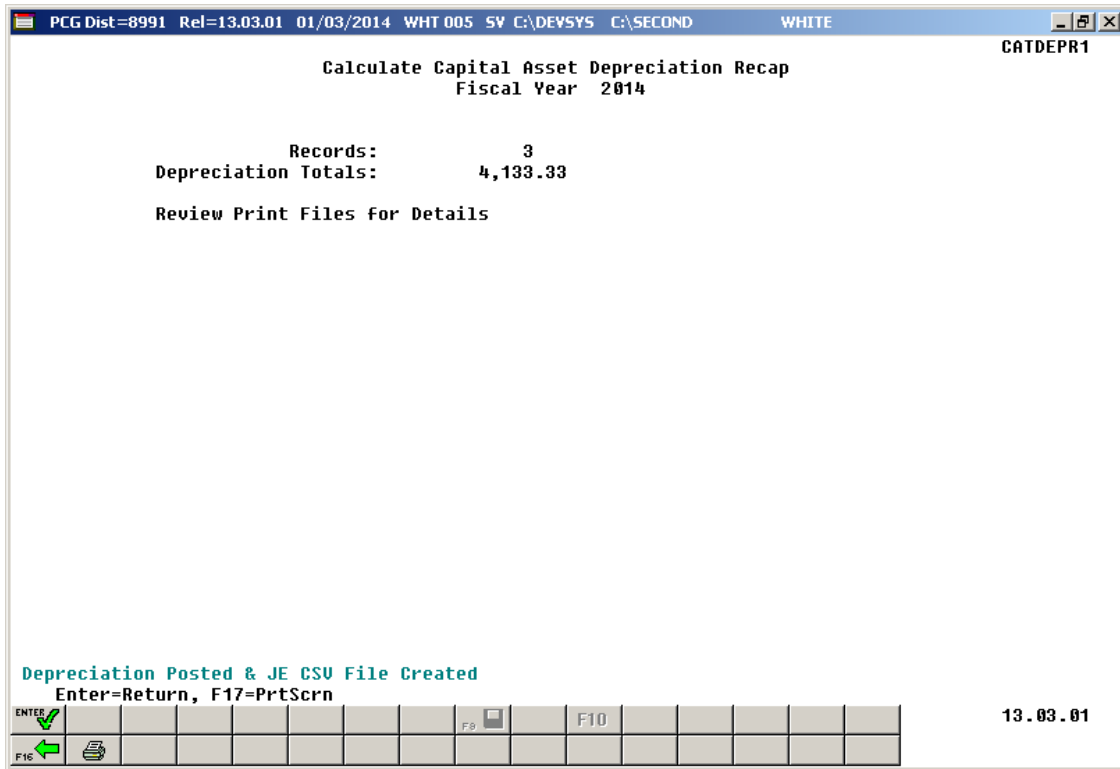 PCG Dist=8991 Rel=13.03.01 01/03/2014 WHT 005 SV C:\DEVSYS C:\SECOND WHITE
CATDEPR1
Calculate Capital Asset Depreciation Recap
Fiscal Year 2014
Records: 3
Depreciation Totals: 4,133.33
Review Print Files for Details
Depreciation Posted & JE CSV File Created
Enter=Return, F17=PrtScrn
ENTER F9 F10 13.03.01
F16